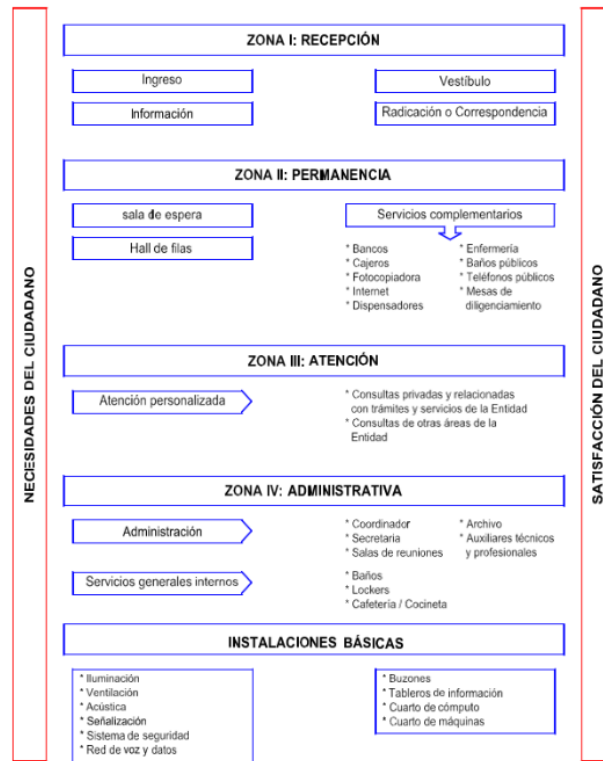 NECESIDADES DEL CIUDADANO
ZONA I: RECEPCIÓN
Ingreso
Vestíbulo
Información
Radicación o Correspondencia
ZONA II: PERMANENCIA
sala de espera
Hall de filas
Servicios complementarios
* Bancos
* Cajeros
* Fotocopiadora
* Internet
* Dispensadores
* Enfermería
* Baños públicos
* Teléfonos públicos
* Mesas de
diligenciamiento
ZONA III: ATENCIÓN
Atención personalizada
* Consultas privadas y relacionadas
con trámites y servicios de la Entidad
* Consultas de otras áreas de la
Entidad
ZONA IV: ADMINISTRATIVA
Administración
* Coordinador
* Secretaria
* Salas de reuniones
* Archivo
* Auxiliares técnicos
y profesionales
Servicios generales internos
* Baños
* Lockers
* Cafetería / Cocineta
INSTALACIONES BÁSICAS
* Iluminación
* Ventilación
* Acústica
* Señalización
* Sistema de seguridad
* Red de voz y datos
* Buzones
* Tableros de información
* Cuarto de cómputo
* Cuarto de máquinas
SATISFACCIÓN DEL CIUDADANO